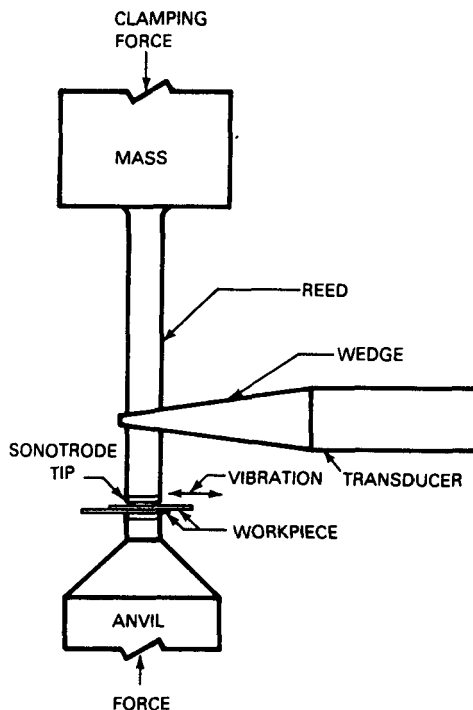 CLAMPING
FORCE
MASS
REED
WEDGE
SONOTRODE
TIP
VIBRATION
TRANSDUCER
WORKPIECE
ANVIL
FORCE